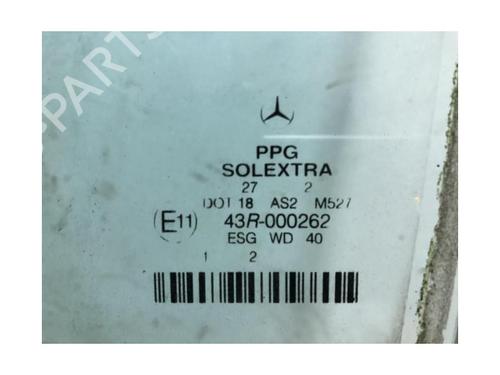 PPG
SOLEXTRA
27 2
DOT 18 AS2 M527
E11 43R-000262
ESG WD 40
1 2